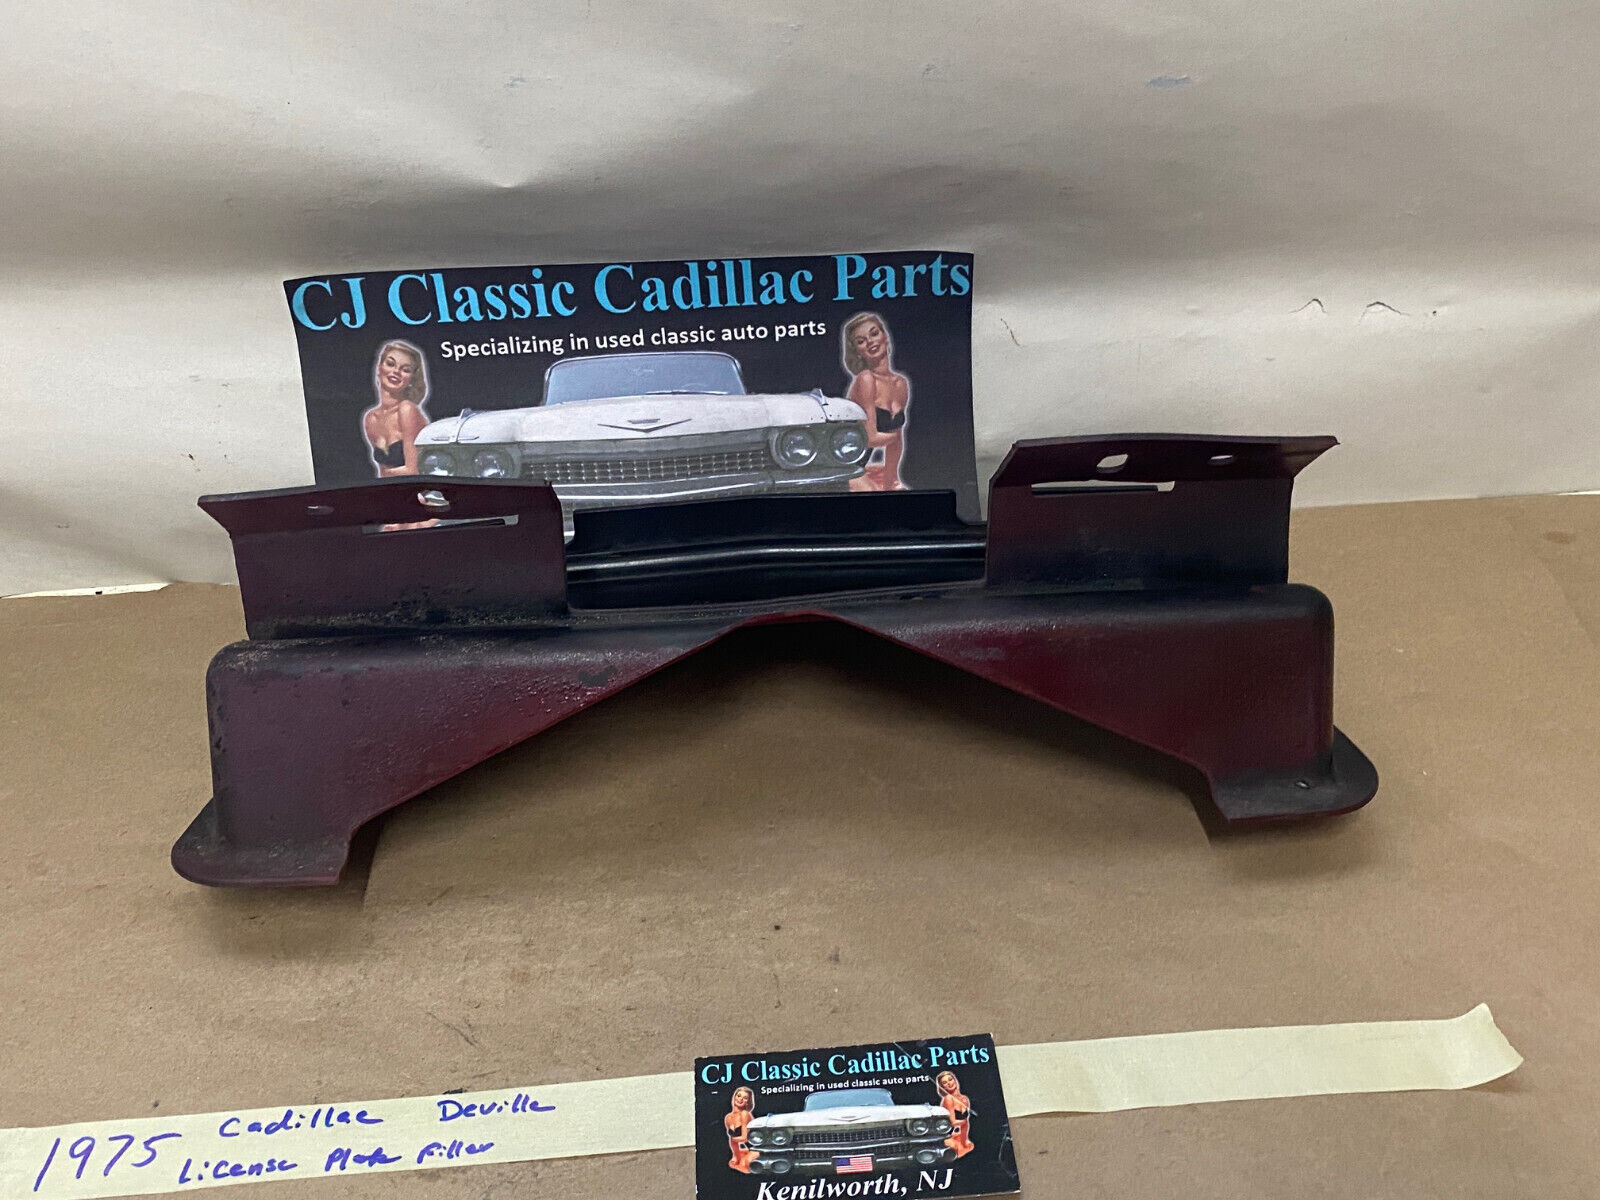 CJ Classic Cadillac Parts
Specializing in used classic auto parts
CJ Classic Cadillac Parts
Specializing in used classic auto parts
Kenilworth, NJ
1975 Cadillac Deville
License Plate Filler